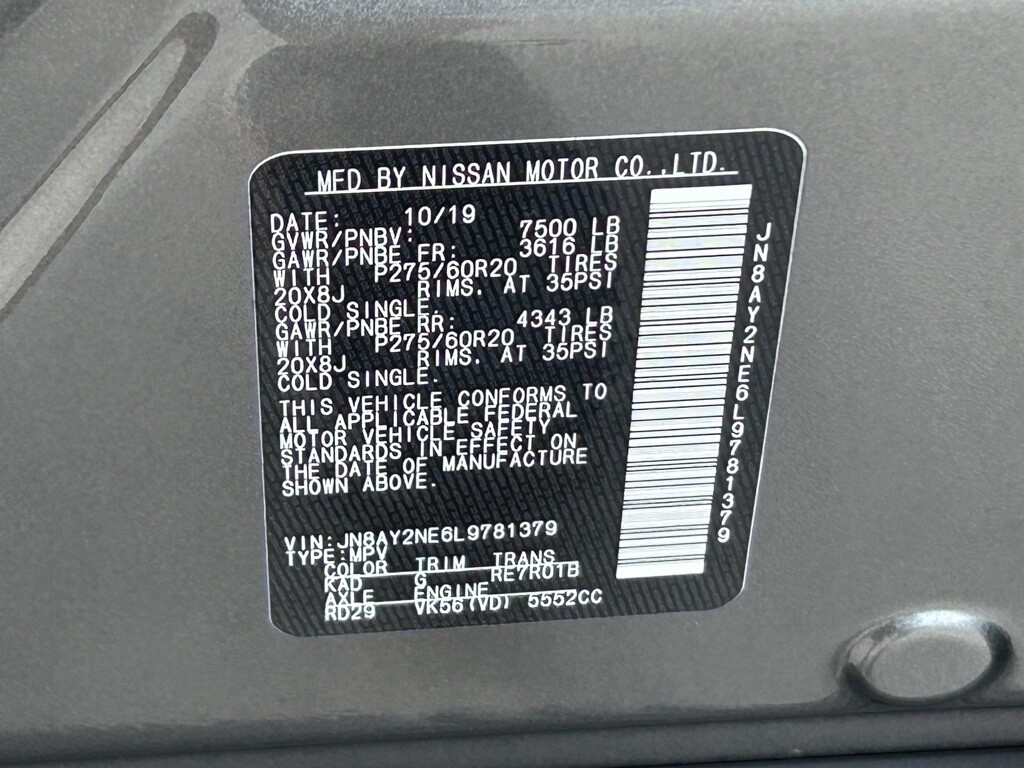 MFD BY NISSAN MOTOR CO.,LTD.
DATE: 10/19
GVWR/PNBV: 7500 LB
GAWR/PNBE FR: 3616 LB
WITH P275/60R20 TIRES
20X8J RIMS. AT 35PSI
COLD SINGLE.
GAWR/PNBE RR: 4343 LB
WITH P275/60R20 TIRES
20X8J RIMS. AT 35PSI
COLD SINGLE.
THIS VEHICLE CONFORMS TO
ALL APPLICABLE FEDERAL
MOTOR VEHICLE SAFETY
STANDARDS IN EFFECT ON
THE DATE OF MANUFACTURE
SHOWN ABOVE.
VIN:JN8AY2NE6L9781379
TYPE:MPV
COLOR TRIM TRANS
KAD G RE7R01B
AXLE ENGINE
RD29 VK56(VD) 5552CC
JN8AY2NE6L9781379